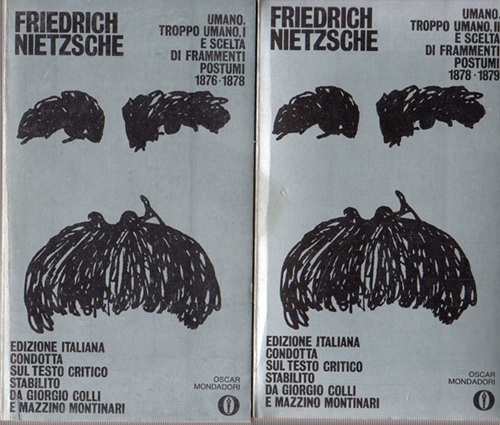 FRIEDRICH
NIETZSCHE
UMANO,
TROPPO UMANO, I
E SCELTA
DI FRAMMENTI
POSTUMI
1876 · 1878
EDIZIONE ITALIANA
CONDOTTA
SUL TESTO CRITICO
STABILITO
DA GIORGIO COLLI
E MAZZINO MONTINARI
OSCAR
MONDADORI
FRIEDRICH
NIETZSCHE
UMANO,
TROPPO UMANO, II
E SCELTA
DI FRAMMENTI
POSTUMI
1878 · 1879
EDIZIONE ITALIANA
CONDOTTA
SUL TESTO CRITICO
STABILITO
DA GIORGIO COLLI
E MAZZINO MONTINARI
OSCAR
MONDADORI